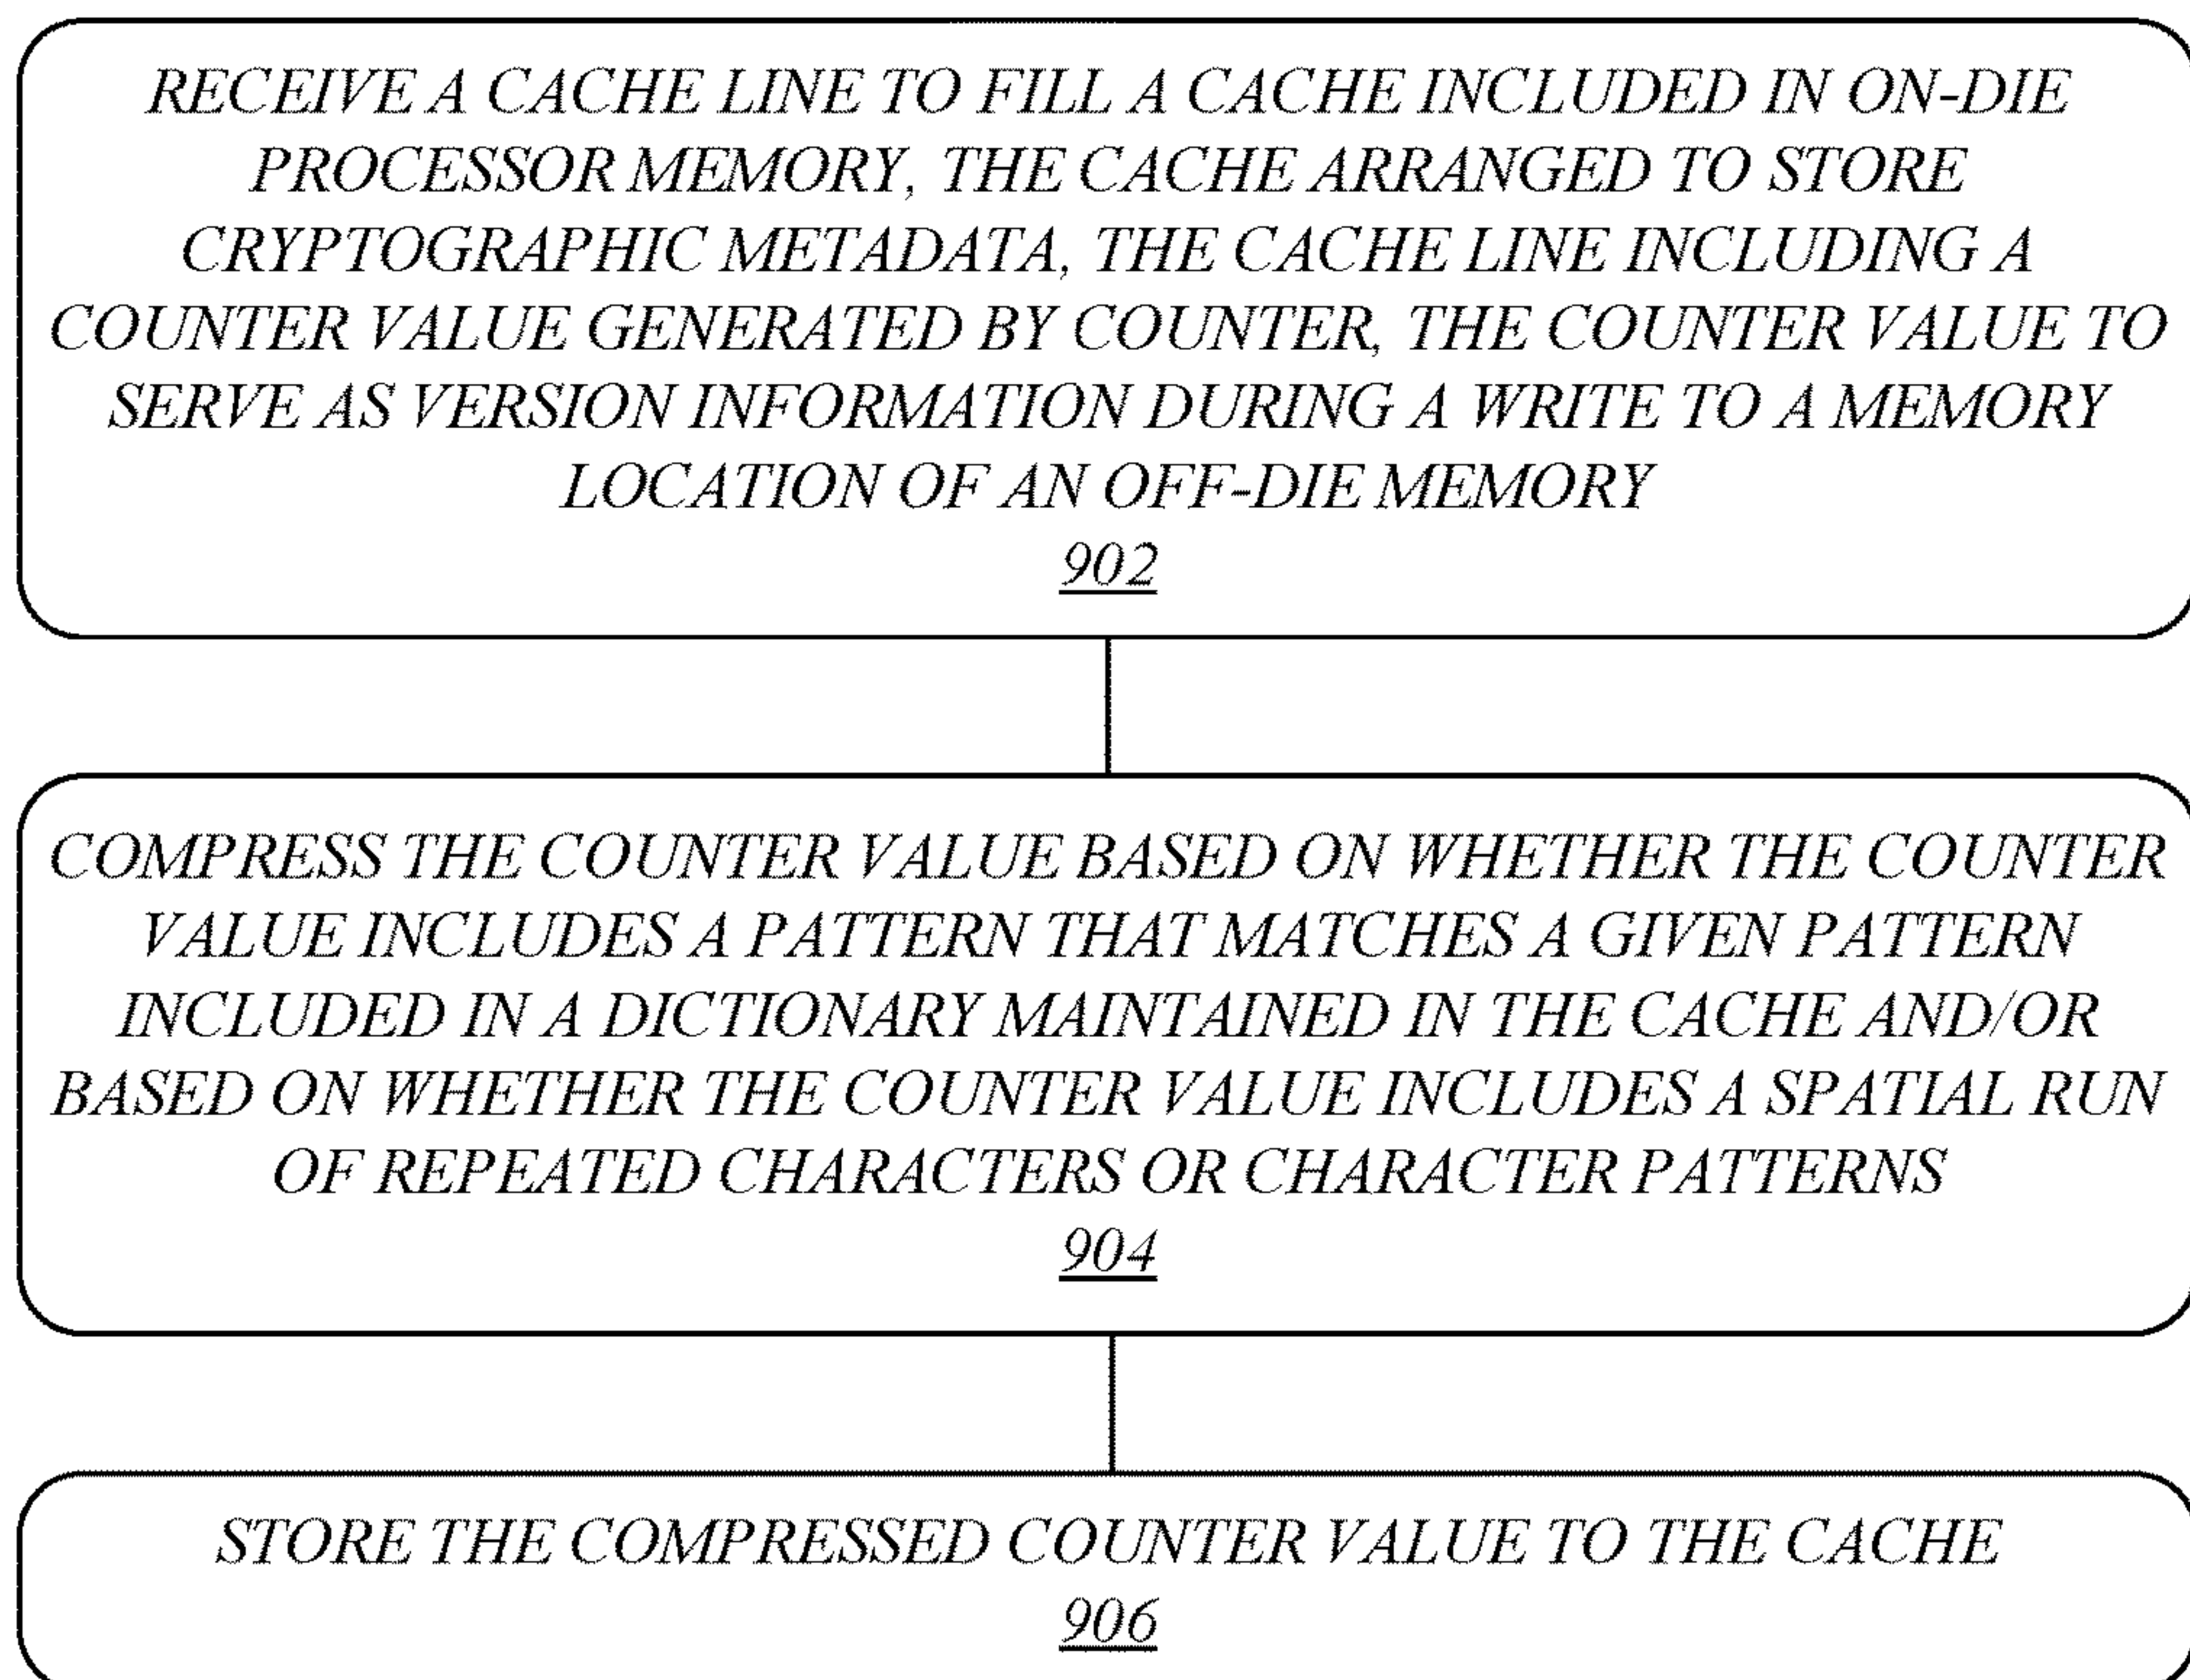 RECEIVE A CACHE LINE TO FILL A CACHE INCLUDED IN ON-DIE
PROCESSOR MEMORY, THE CACHE ARRANGED TO STORE
CRYPTOGRAPHIC METADATA, THE CACHE LINE INCLUDING A
COUNTER VALUE GENERATED BY COUNTER, THE COUNTER VALUE TO
SERVE AS VERSION INFORMATION DURING A WRITE TO A MEMORY
LOCATION OF AN OFF-DIE MEMORY
902
COMPRESS THE COUNTER VALUE BASED ON WHETHER THE COUNTER
VALUE INCLUDES A PATTERN THAT MATCHES A GIVEN PATTERN
INCLUDED IN A DICTIONARY MAINTAINED IN THE CACHE AND/OR
BASED ON WHETHER THE COUNTER VALUE INCLUDES A SPATIAL RUN
OF REPEATED CHARACTERS OR CHARACTER PATTERNS
904
STORE THE COMPRESSED COUNTER VALUE TO THE CACHE
906